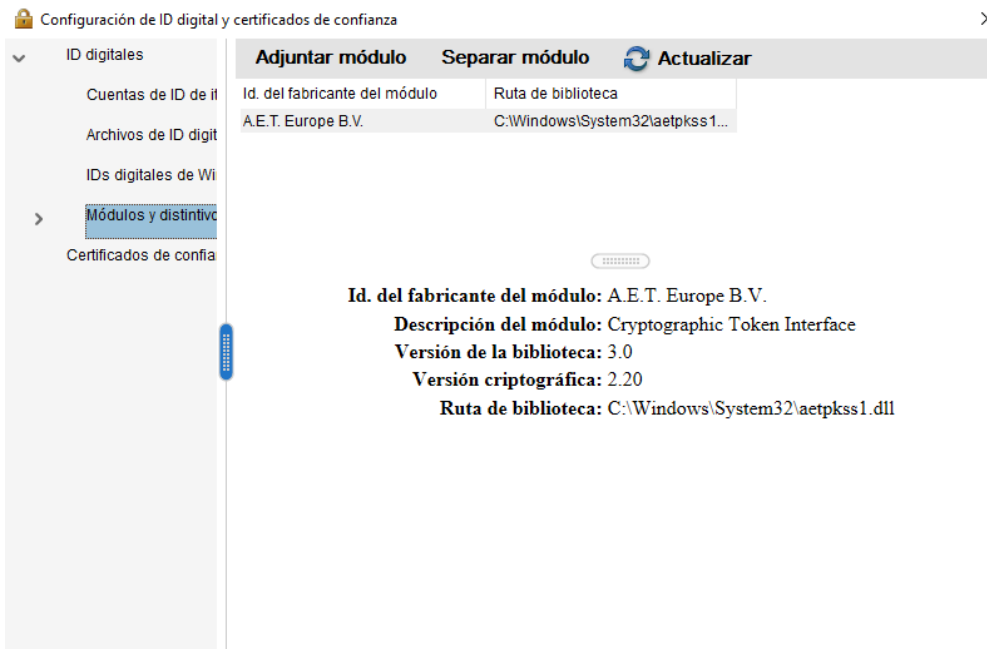 Configuración de ID digital y certificados de confianza
ID digitales
Cuentas de ID de it
Archivos de ID digit
IDs digitales de Wi
Módulos y distintivo
Certificados de confia
Adjuntar módulo Separar módulo Actualizar
Id. del fabricante del módulo Ruta de biblioteca
A.E.T. Europe B.V. C:\Windows\System32\aetpkss1...
Id. del fabricante del módulo: A.E.T. Europe B.V.
Descripción del módulo: Cryptographic Token Interface
Versión de la biblioteca: 3.0
Versión criptográfica: 2.20
Ruta de biblioteca: C:\Windows\System32\aetpkss1.dll